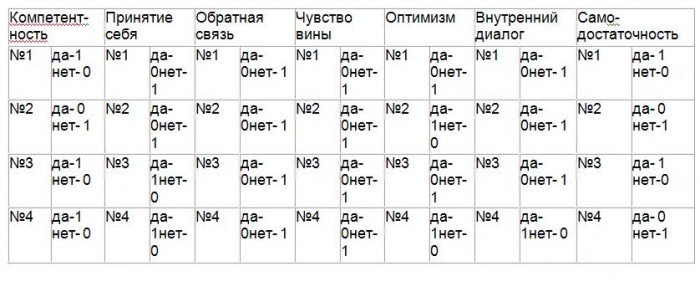 Компетент- Принятие Обратная Чувство Оптимизм Внутренний Само-
ность себя связь вины диалог достаточность
№1 да-1 №1 да- №1 да- №1 да- №1 да- №1 да- №1 да- 1
нет- 0 0нет- 0нет- 1 0нет- 0нет- 0нет- 1 нет-0
1 1 1
№2 да- 0 №2 да- №2 да- №2 да- №2 да- №2 да- №2 да- 0
нет- 1 0нет- 0нет- 1 0нет- 1нет- 0нет- 1 нет-1
1 1 0
№3 да-1 №3 да- №3 да- №3 да- №3 да- №3 да- №3 да- 1
нет- 0 1нет- 0нет- 1 0нет- 0нет- 0нет- 1 нет-0
0 1 1
№4 да-1 №4 да- №4 да- №4 да- №4 да- №4 да- №4 да- 0
нет- 0 1нет- 0нет- 1 0нет- 1нет- 1нет- 0 нет-1
0 1 0